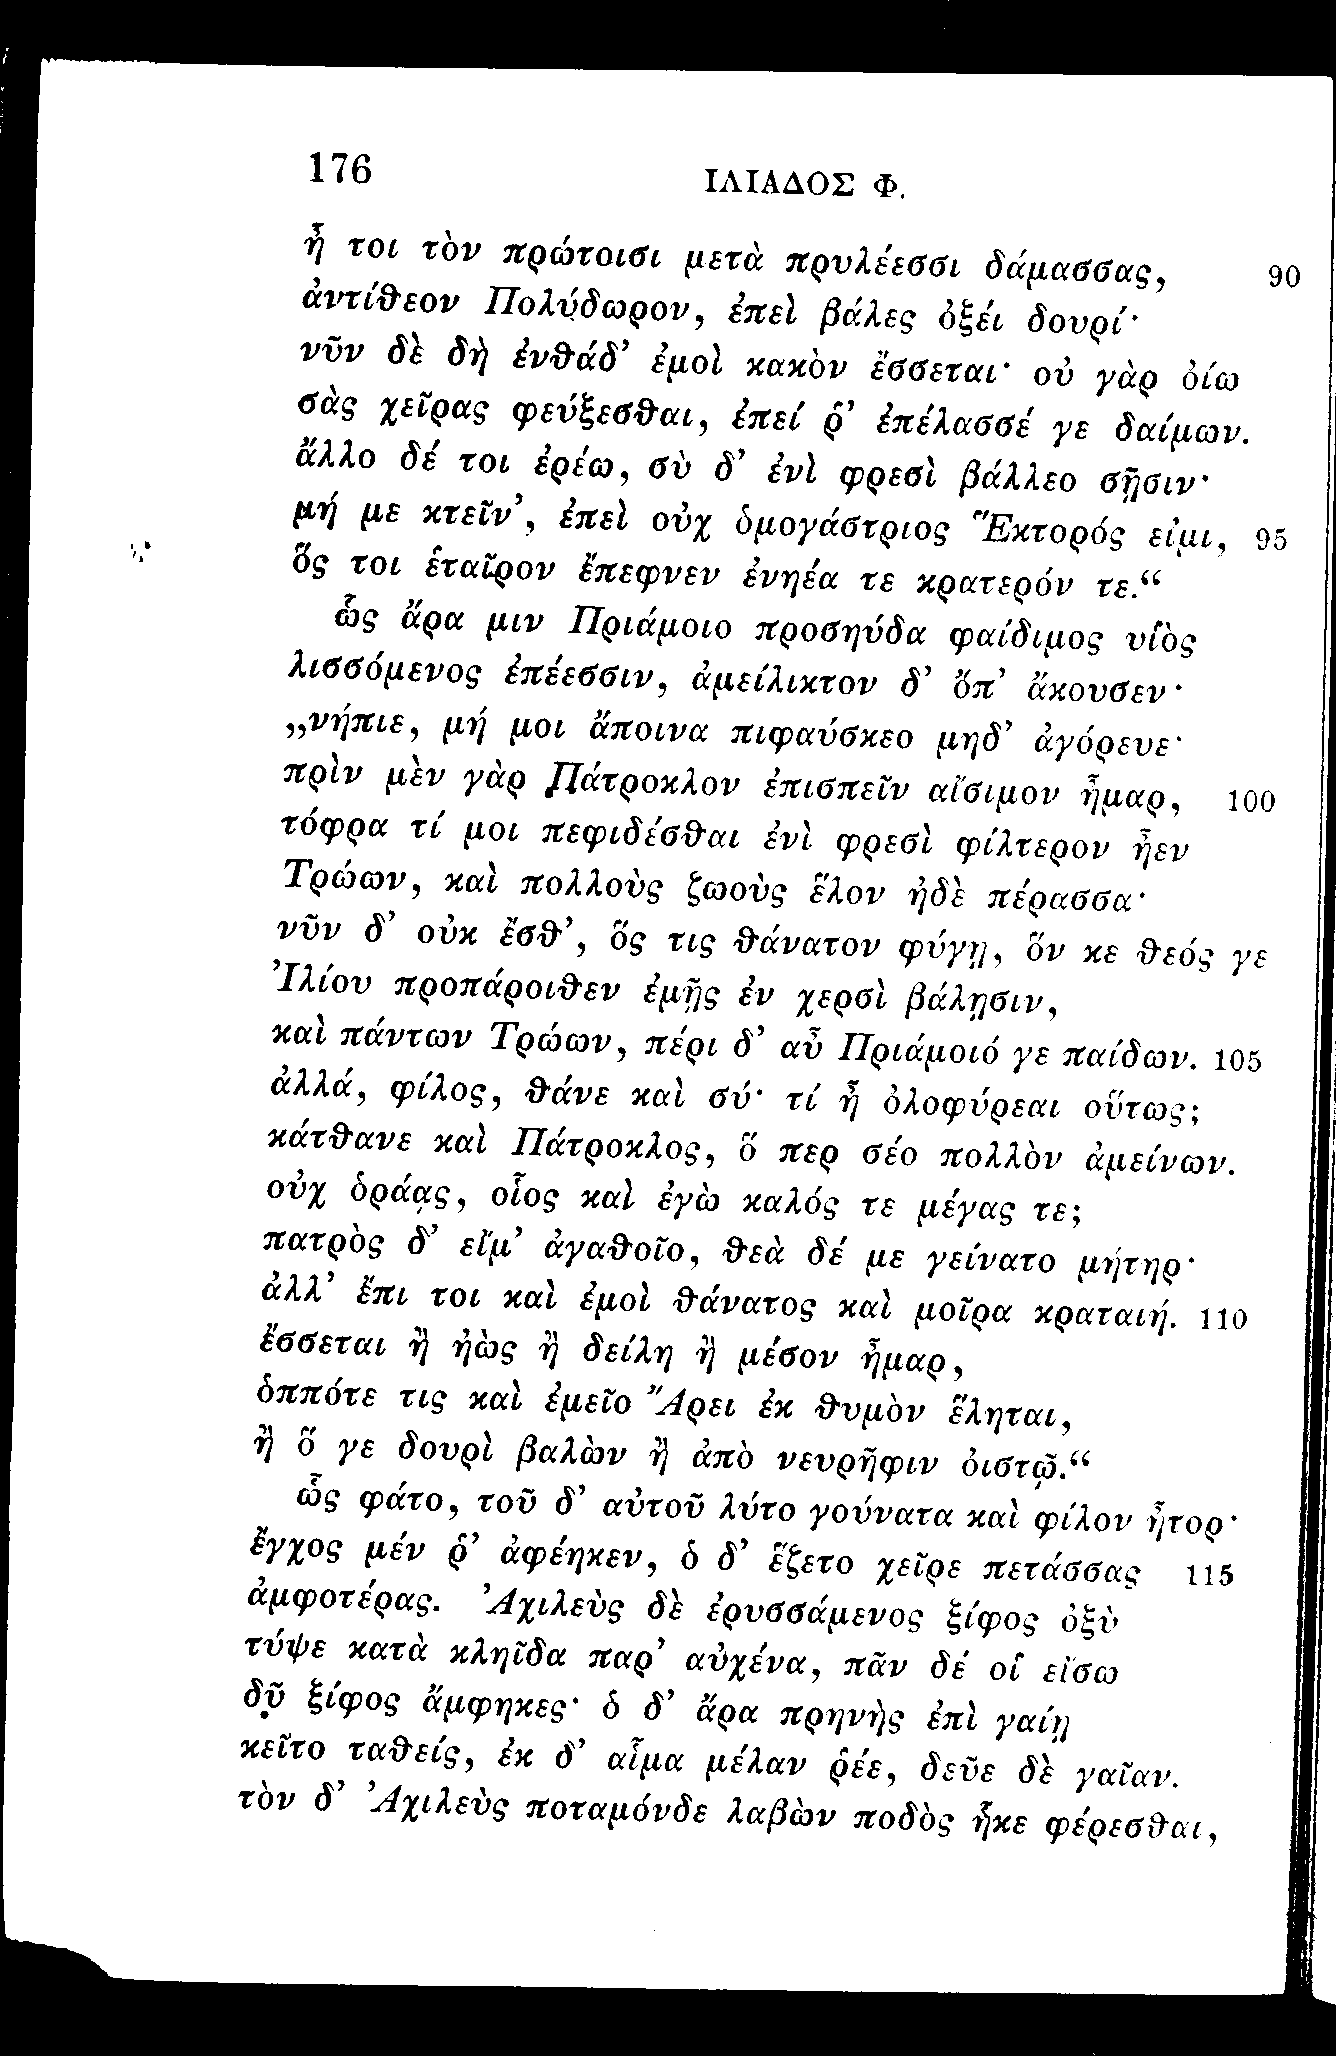 176
ΙΛΙΑΔΟΣ Φ.
ἦ τοι τὸν πρώτοισι μετὰ πρυλέεσσι δάμασσας, 90
ἀντίθεον Πολύδωρον, ἐπεὶ βάλες ὀξέι δουρί·
νῦν δὲ δὴ ἐνθάδ’ ἐμοὶ κακὸν ἔσσεται· οὐ γὰρ ὀίω
σὰς χεῖρας φεύξεσθαι, ἐπεί ῥ’ ἐπέλασσέ γε δαίμων.
ἄλλο δέ τοι ἐρέω, σὺ δ’ ἐνὶ φρεσὶ βάλλεο σῇσιν·
μή με κτεῖν’, ἐπεὶ οὐχ ὁμογάστριος Ἕκτορός εἰμι, 95
ὅς τοι ἑταῖρον ἔπεφνεν ἐνηέα τε κρατερόν τε.“
ὣς ἄρα μιν Πριάμοιο προσηύδα φαίδιμος υἱὸς
λισσόμενος ἐπέεσσιν, ἀμείλικτον δ’ ὄπ’ ἄκουσεν·
„νήπιε, μή μοι ἄποινα πιφαύσκεο μηδ’ ἀγόρευε·
πρὶν μὲν γὰρ Πάτροκλον ἐπισπεῖν αἴσιμον ἦμαρ, 100
τόφρα τί μοι πεφιδέσθαι ἐνὶ φρεσὶ φίλτερον ἦεν
Τρώων, καὶ πολλοὺς ζωοὺς ἕλον ἠδὲ πέρασσα·
νῦν δ’ οὐκ ἔσθ’, ὅς τις θάνατον φύγῃ, ὅν κε θεός γε
Ἰλίου προπάροιθεν ἐμῇς ἐν χερσὶ βάλῃσιν,
καὶ πάντων Τρώων, πέρι δ’ αὖ Πριάμοιό γε παίδων. 105
ἀλλά, φίλος, θάνε καὶ σύ· τί ἦ ὀλοφύρεαι οὕτως;
κάτθανε καὶ Πάτροκλος, ὅ περ σέο πολλὸν ἀμείνων.
οὐχ ὁράᾳς, οἷος καὶ ἐγὼ καλός τε μέγας τε;
πατρὸς δ’ εἴμ’ ἀγαθοῖο, θεὰ δέ με γείνατο μήτηρ·
ἀλλ’ ἔπι τοι καὶ ἐμοὶ θάνατος καὶ μοῖρα κραταιή. 110
ἔσσεται ἢ ἠὼς ἢ δείλη ἢ μέσον ἦμαρ,
ὁππότε τις καὶ ἐμεῖο Ἄρει ἐκ θυμὸν ἕληται,
ἢ ὅ γε δουρὶ βαλὼν ἢ ἀπὸ νευρῆφιν ὀιστῷ.“
ὣς φάτο, τοῦ δ’ αὐτοῦ λύτο γούνατα καὶ φίλον ἦτορ·
ἔγχος μέν ῥ’ ἀφέηκεν, ὁ δ’ ἕζετο χεῖρε πετάσσας 115
ἀμφοτέρας. Ἀχιλεὺς δὲ ἐρυσσάμενος ξίφος ὀξὺ
τύψε κατὰ κληῖδα παρ’ αὐχένα, πᾶν δέ οἱ εἴσω
δῦ ξίφος ἄμφηκες· ὁ δ’ ἄρα πρηνὴς ἐπὶ γαίῃ
κεῖτο ταθείς, ἐκ δ’ αἷμα μέλαν ῥέε, δεῦε δὲ γαῖαν.
τὸν δ’ Ἀχιλεὺς ποταμόνδε λαβὼν ποδὸς ἧκε φέρεσθαι,